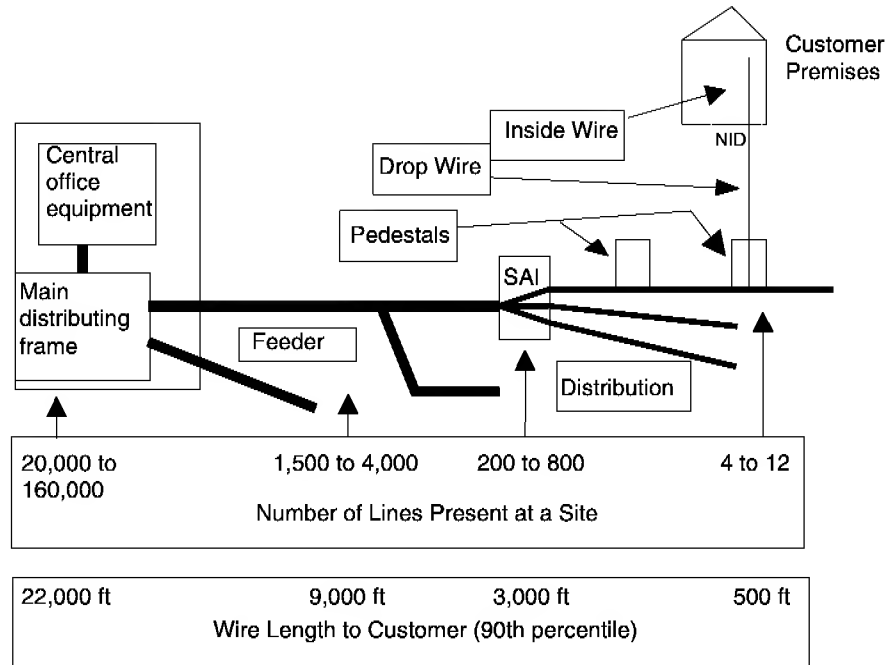 Customer
Premises
Inside Wire
NID
Drop Wire
Central
office
equipment
Pedestals
SAI
Main
distributing
frame
Feeder
Distribution
20,000 to
160,000
1,500 to 4,000
200 to 800
4 to 12
Number of Lines Present at a Site
22,000 ft
9,000 ft
3,000 ft
500 ft
Wire Length to Customer (90th percentile)